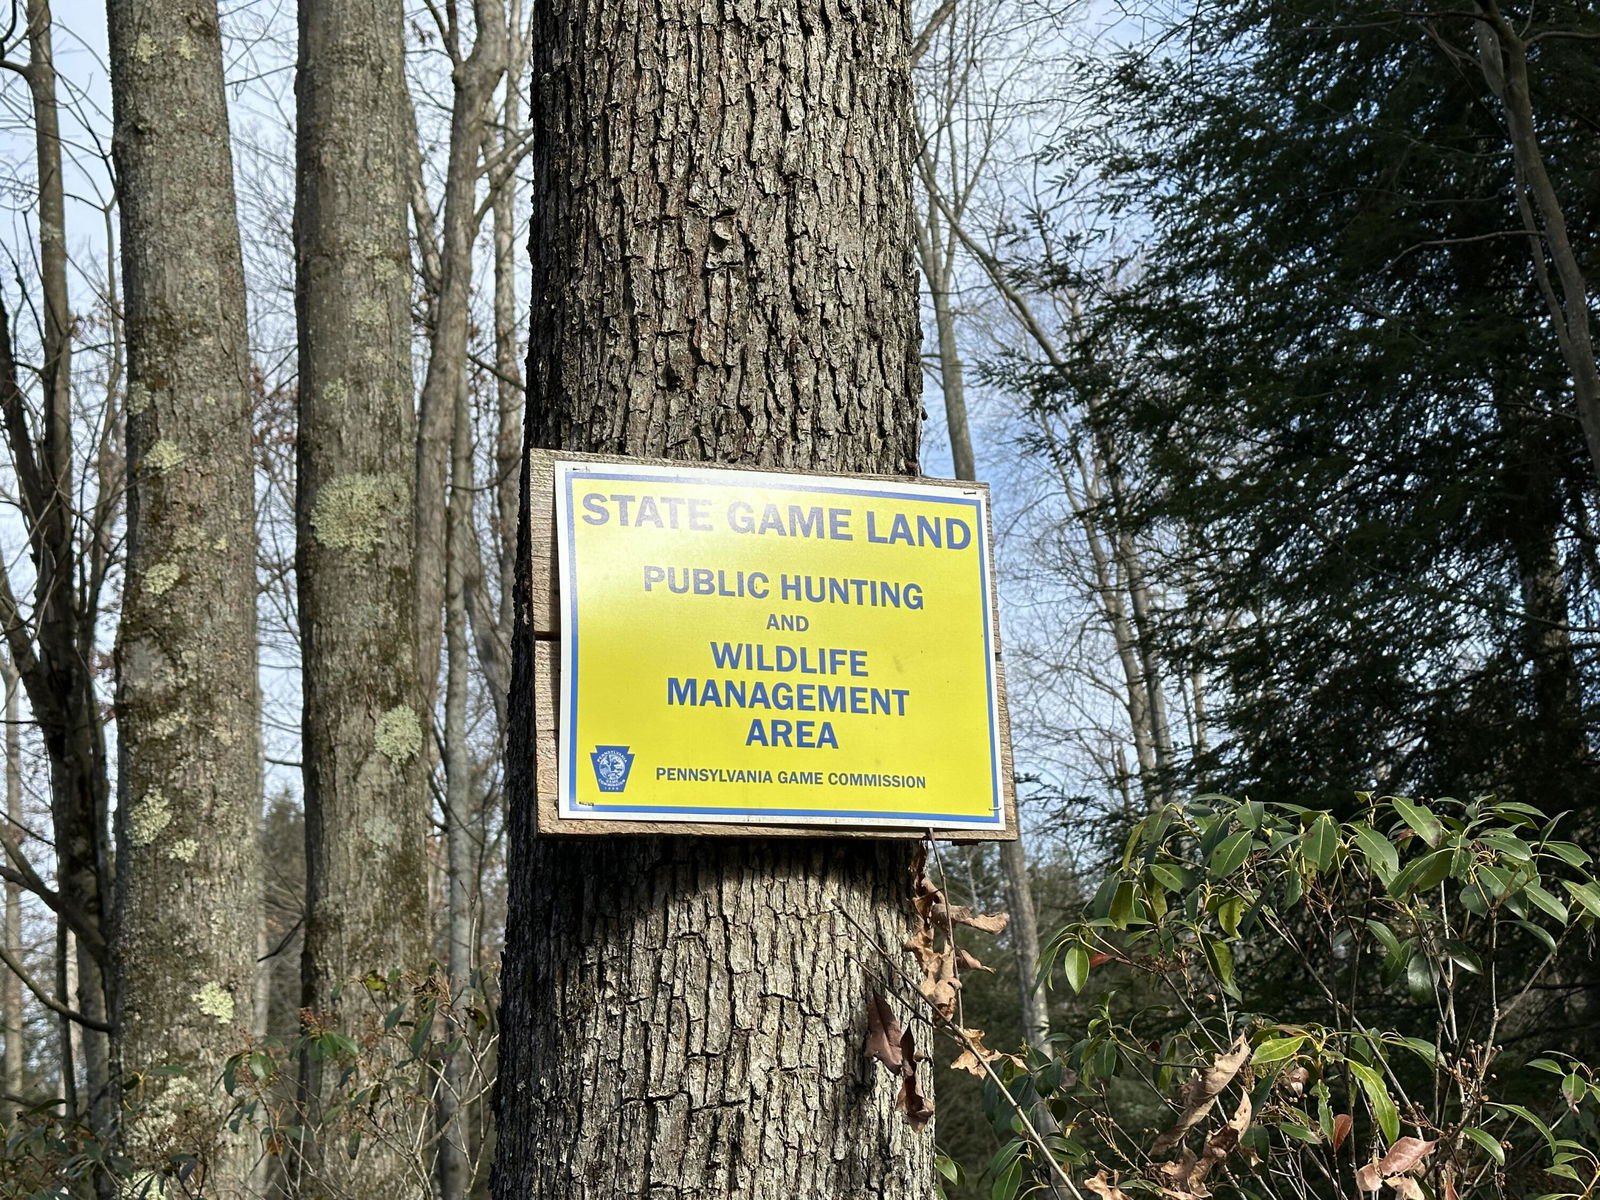 STATE GAME LAND
PUBLIC HUNTING
AND
WILDLIFE
MANAGEMENT
AREA
PENNSYLVANIA GAME COMMISSION